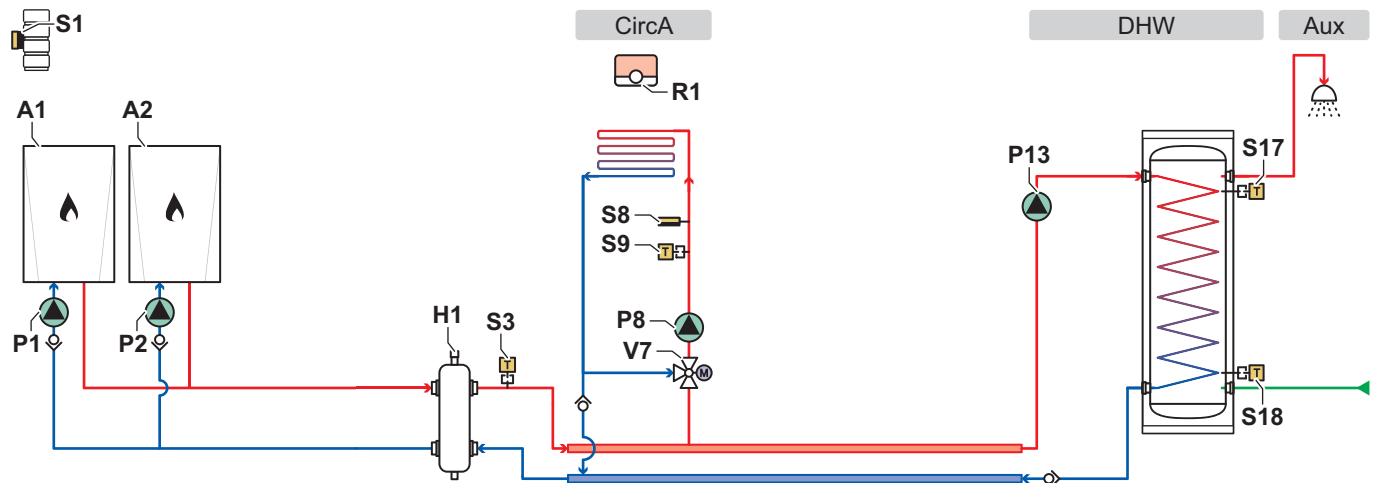 S1
CircA
DHW
Aux
R1
A1
A2
P13
S17
T
S8
S9
T
P1
P2
H1
S3
T
P8
V7
M
T
S18